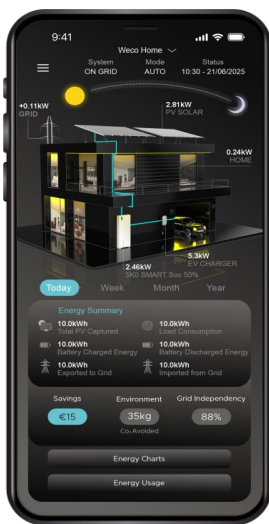 9:41
Weco Home
System
ON GRID
Mode
AUTO
Status
10:30 - 21/06/2025
+0.11kW
GRID
2.81kW
PV SOLAR
0.24kW
HOME
5.3kW
EV CHARGER
2.46kW
5K0 SMART Soc 50%
Today
Week
Month
Year
Energy Summary
10.0kWh
Total PV Captured
10.0kWh
Load Consumption
10.0kWh
Battery Charged Energy
10.0kWh
Battery Discharged Energy
10.0kWh
Exported to Grid
10.0kWh
Imported from Grid
Savings
Environment
Grid Independency
€15
35kg
88%
Co₂ Avoided
Energy Charts
Energy Usage